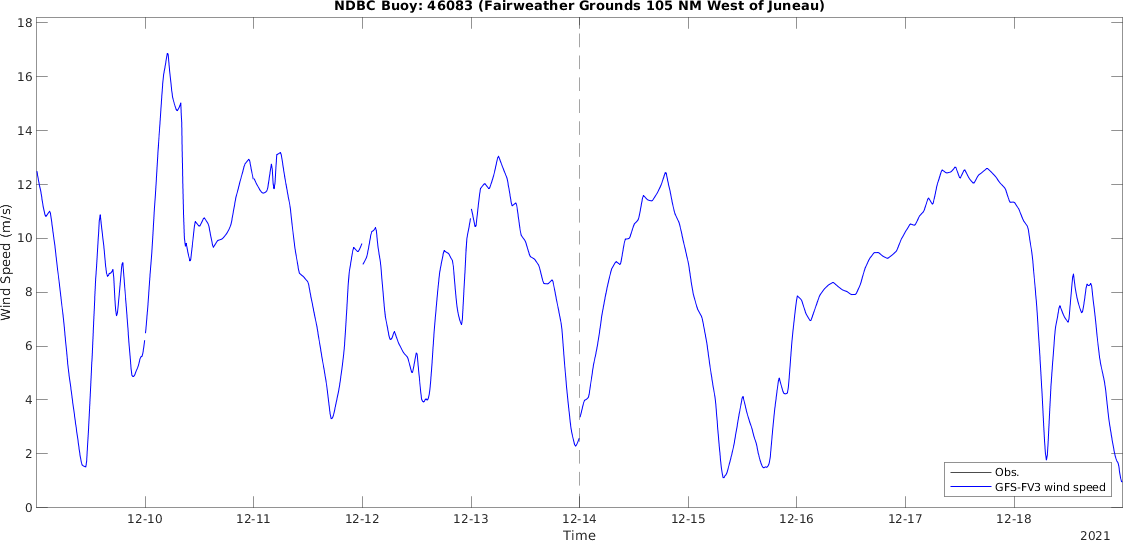 NDBC Buoy: 46083 (Fairweather Grounds 105 NM West of Juneau)
18
16
14
12
10
8
6
4
2
0
Wind Speed (m/s)
Obs.
GFS-FV3 wind speed
12-10 12-11 12-12 12-13 12-14 12-15 12-16 12-17 12-18
Time
2021